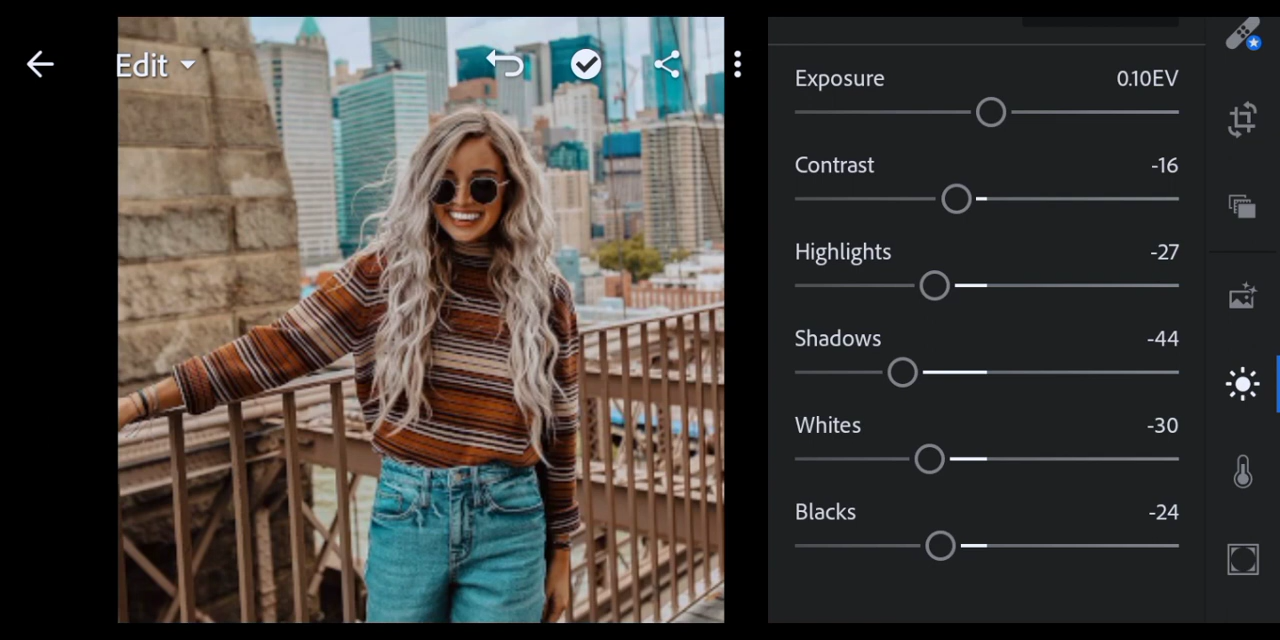 Edit
Exposure 0.10EV
Contrast -16
Highlights -27
Shadows -44
Whites -30
Blacks -24